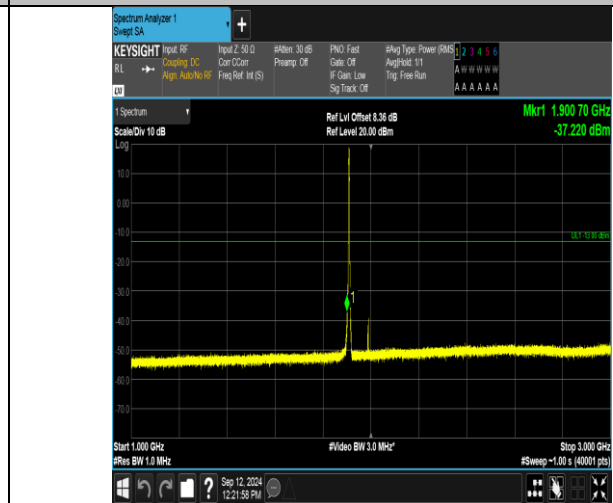 Spectrum Analyzer 1
Swept SA
+
KEYSIGHT
RL
LXI
Input: RF
Coupling: DC
Align: Auto/No RF
Input Z: 50 Ω
Corr CCorr
Freq Ref: Int (S)
#Atten: 30 dB
Preamp: Off
PNO: Fast
Gate: Off
IF Gain: Low
Sig Track: Off
#Avg Type: Power (RMS
Avg|Hold: 1/1
Trig: Free Run
1 2 3 4 5 6
A W W W W W
A A A A A A
1 Spectrum
Scale/Div 10 dB
Ref Lvl Offset 8.36 dB
Ref Level 20.00 dBm
Mkr1 1.900 70 GHz
-37.220 dBm
Log
10.0
0.00
-10.0
DL1 -13.00 dBm
-20.0
-30.0
1
-40.0
-50.0
-60.0
-70.0
Start 1.000 GHz
#Res BW 1.0 MHz
#Video BW 3.0 MHz*
Stop 3.000 GHz
#Sweep ~1.00 s (40001 pts)
?
Sep 12, 2024
12:21:58 PM